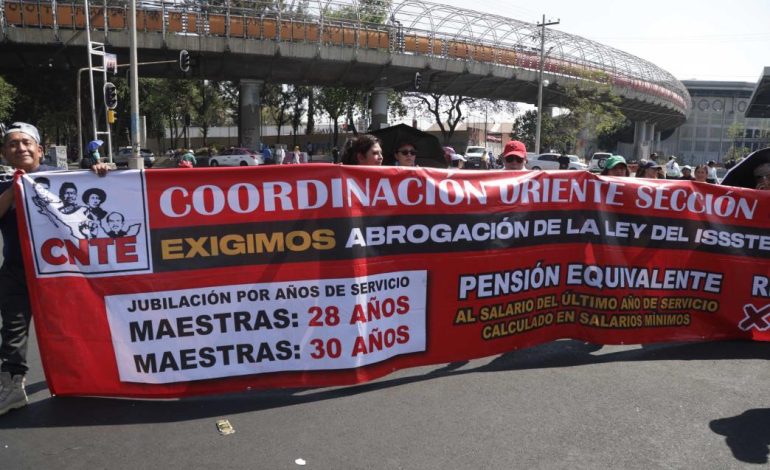 CNTE
COORDINACIÓN ORIENTE SECCIÓN
EXIGIMOS ABROGACIÓN DE LA LEY DEL ISSSTE
JUBILACIÓN POR AÑOS DE SERVICIO
MAESTRAS: 28 AÑOS
MAESTRAS: 30 AÑOS
PENSIÓN EQUIVALENTE
AL SALARIO DEL ÚLTIMO AÑO DE SERVICIO
CALCULADO EN SALARIOS MÍNIMOS